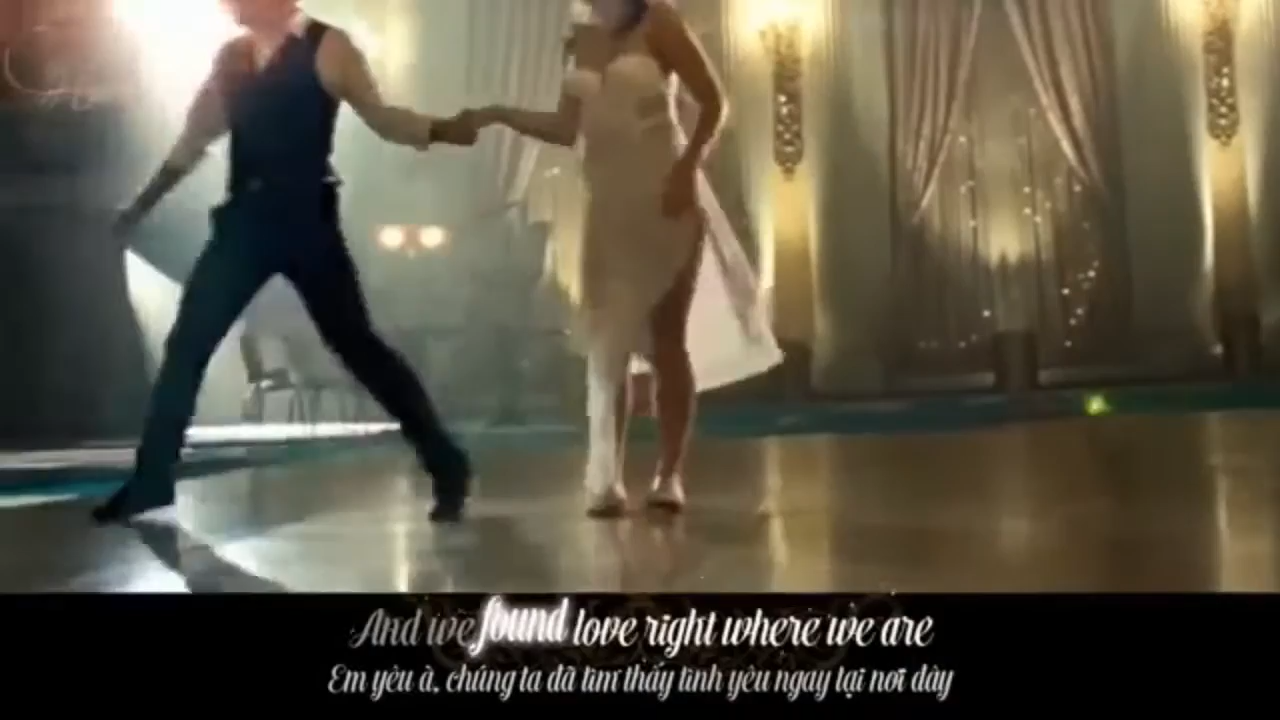 And we found love right where we are
Em yêu à, chúng ta đã tìm thấy tình yêu ngay tại nơi đây